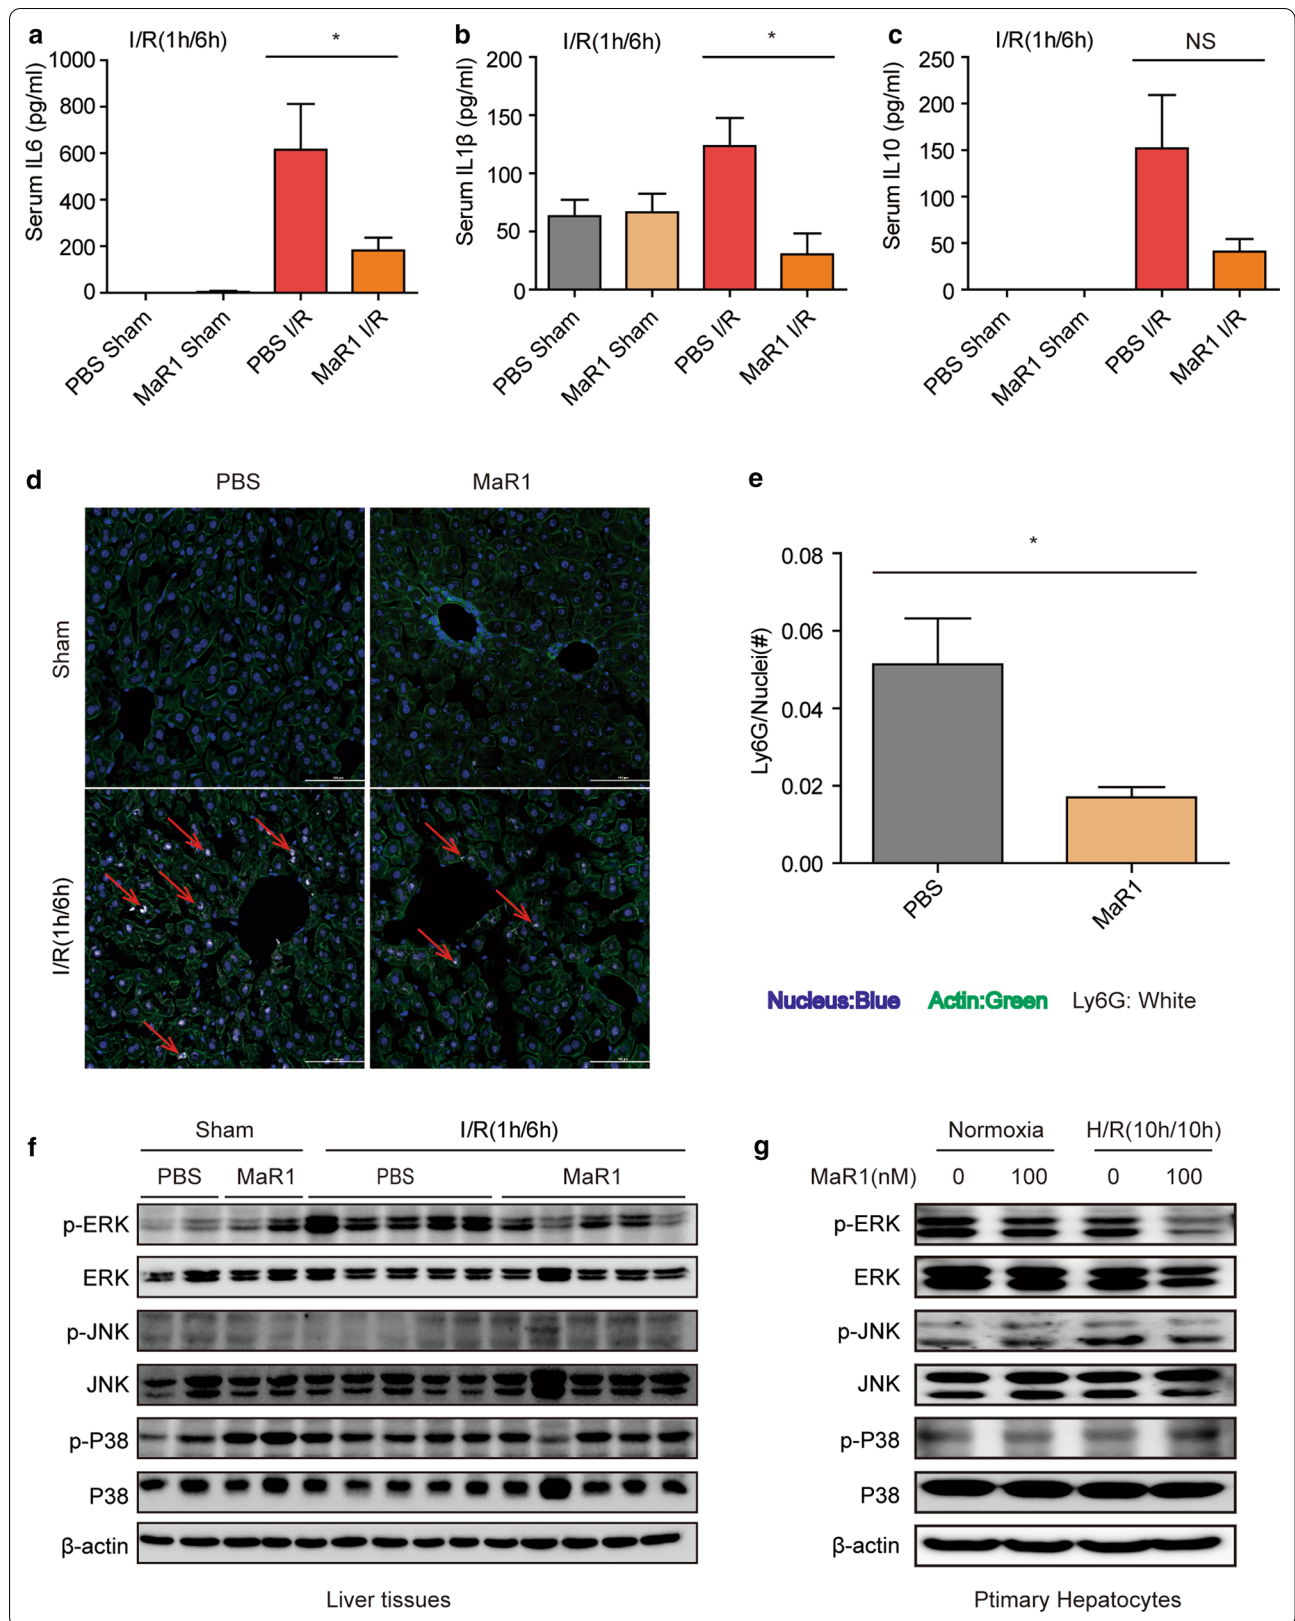 a
I/R(1h/6h)
*
Serum IL6 (pg/ml)
1000
800
600
400
200
0
PBS Sham
MaR1 Sham
PBS I/R
MaR1 I/R
b
I/R(1h/6h)
*
Serum IL1β (pg/ml)
200
150
100
50
0
PBS Sham
MaR1 Sham
PBS I/R
MaR1 I/R
c
I/R(1h/6h)
NS
Serum IL10 (pg/ml)
250
200
150
100
50
0
PBS Sham
MaR1 Sham
PBS I/R
MaR1 I/R
d
PBS MaR1
Sham
I/R(1h/6h)
e
*
Ly6G/Nuclei(#)
0.08
0.06
0.04
0.02
0.00
PBS
MaR1
Nucleus:Blue Actin:Green Ly6G: White
f
Sham I/R(1h/6h)
PBS MaR1 PBS MaR1
p-ERK
ERK
p-JNK
JNK
p-P38
P38
β-actin
Liver tissues
g
Normoxia H/R(10h/10h)
MaR1(nM) 0 100 0 100
p-ERK
ERK
p-JNK
JNK
p-P38
P38
β-actin
Ptimary Hepatocytes